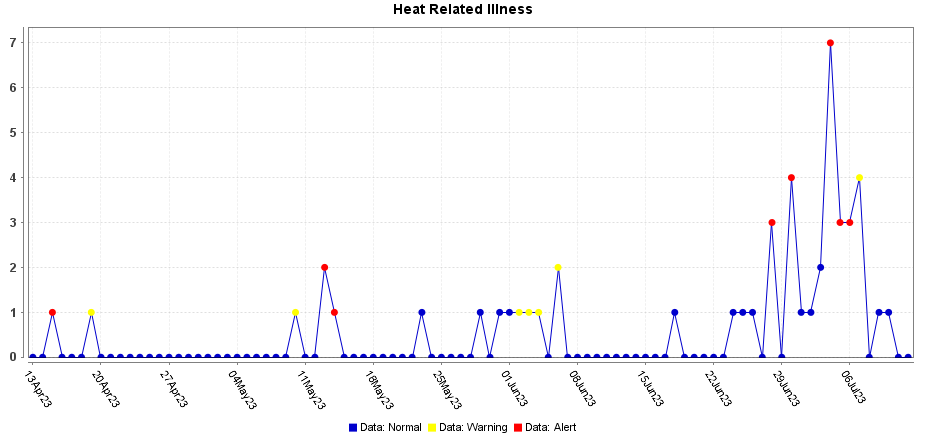 Heat Related Illness
7
6
5
4
3
2
1
0
13Apr23 20Apr23 27Apr23 04May23 11May23 18May23 25May23 01Jun23 08Jun23 15Jun23 22Jun23 29Jun23 06Jul23
Data: Normal Data: Warning Data: Alert